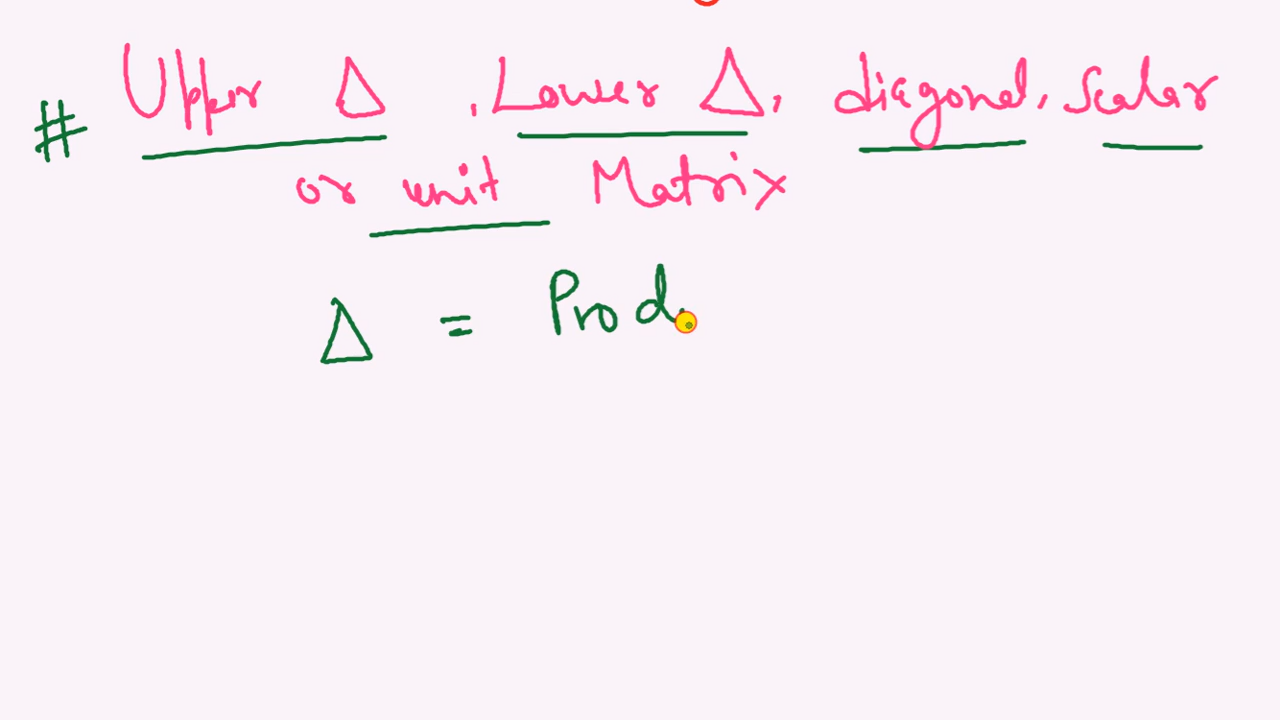 # Upper Δ , Lower Δ, diagonal, Scalar
or unit Matrix
Δ = Prod